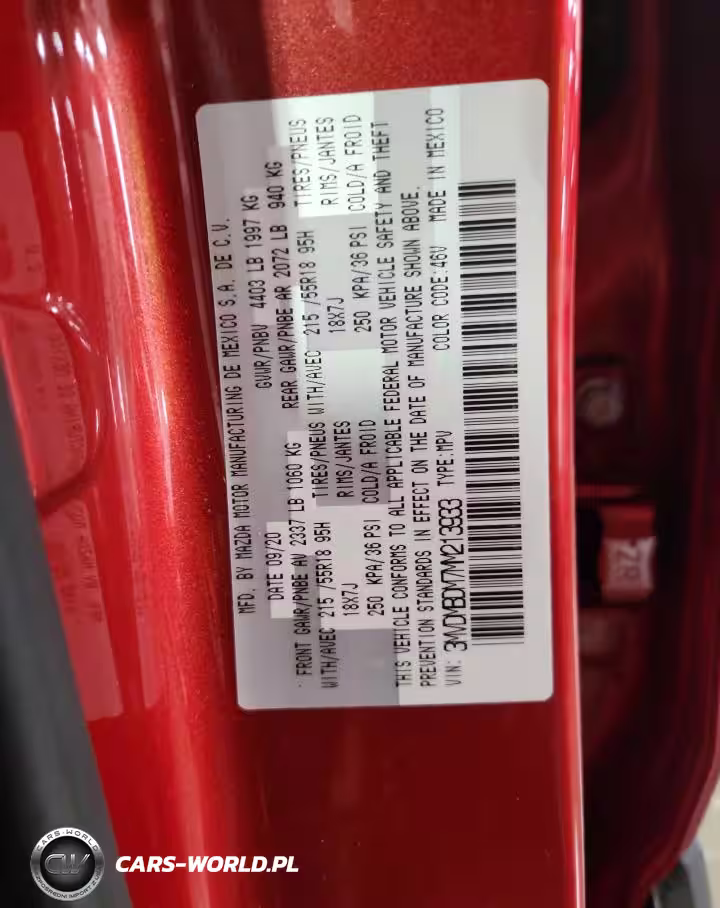 MFD. BY MAZDA MOTOR MANUFACTURING DE MEXICO S.A. DE C.V.
DATE 09/20 GVWR/PNBV 4403 LB 1997 KG
FRONT GAWR/PNBE AV 2337 LB 1060 KG REAR GAWR/PNBE AR 2072 LB 940 KG
WITH/AVEC 215 /55R18 95H TIRES/PNEUS WITH/AVEC 215 /55R18 95H TIRES/PNEUS
18X7J RIMS/JANTES 18X7J RIMS/JANTES
250 KPA/36 PSI COLD/A FROID 250 KPA/36 PSI COLD/A FROID
THIS VEHICLE CONFORMS TO ALL APPLICABLE FEDERAL MOTOR VEHICLE SAFETY AND THEFT
PREVENTION STANDARDS IN EFFECT ON THE DATE OF MANUFACTURE SHOWN ABOVE.
VIN: 3MVDMBDM7MM213933 TYPE:MPV COLOR CODE:46V MADE IN MEXICO
CARS-WORLD
CW
CARS-WORLD.PL